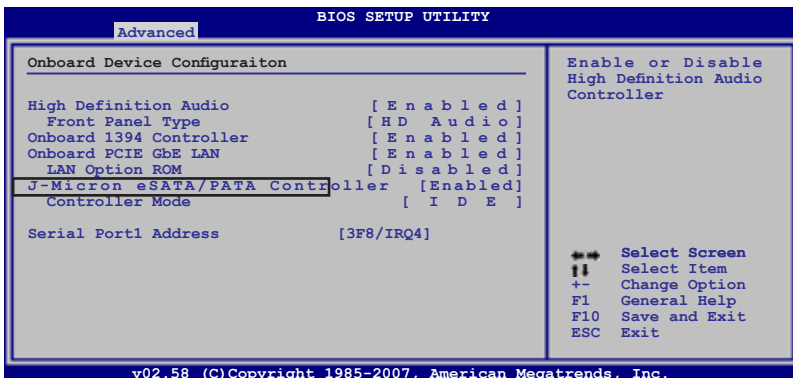 BIOS SETUP UTILITY
Advanced
Onboard Device Configuraiton
High Definition Audio [Enabled]
Front Panel Type [HD Audio]
Onboard 1394 Controller [Enabled]
Onboard PCIE GbE LAN [Enabled]
LAN Option ROM [Disabled]
J-Micron eSATA/PATA Controller [Enabled]
Controller Mode [IDE]
Serial Port1 Address [3F8/IRQ4]
Enable or Disable
High Definition Audio
Controller
Select Screen
Select Item
+- Change Option
F1 General Help
F10 Save and Exit
ESC Exit
v02.58 (C)Copyright 1985-2007, American Megatrends, Inc.